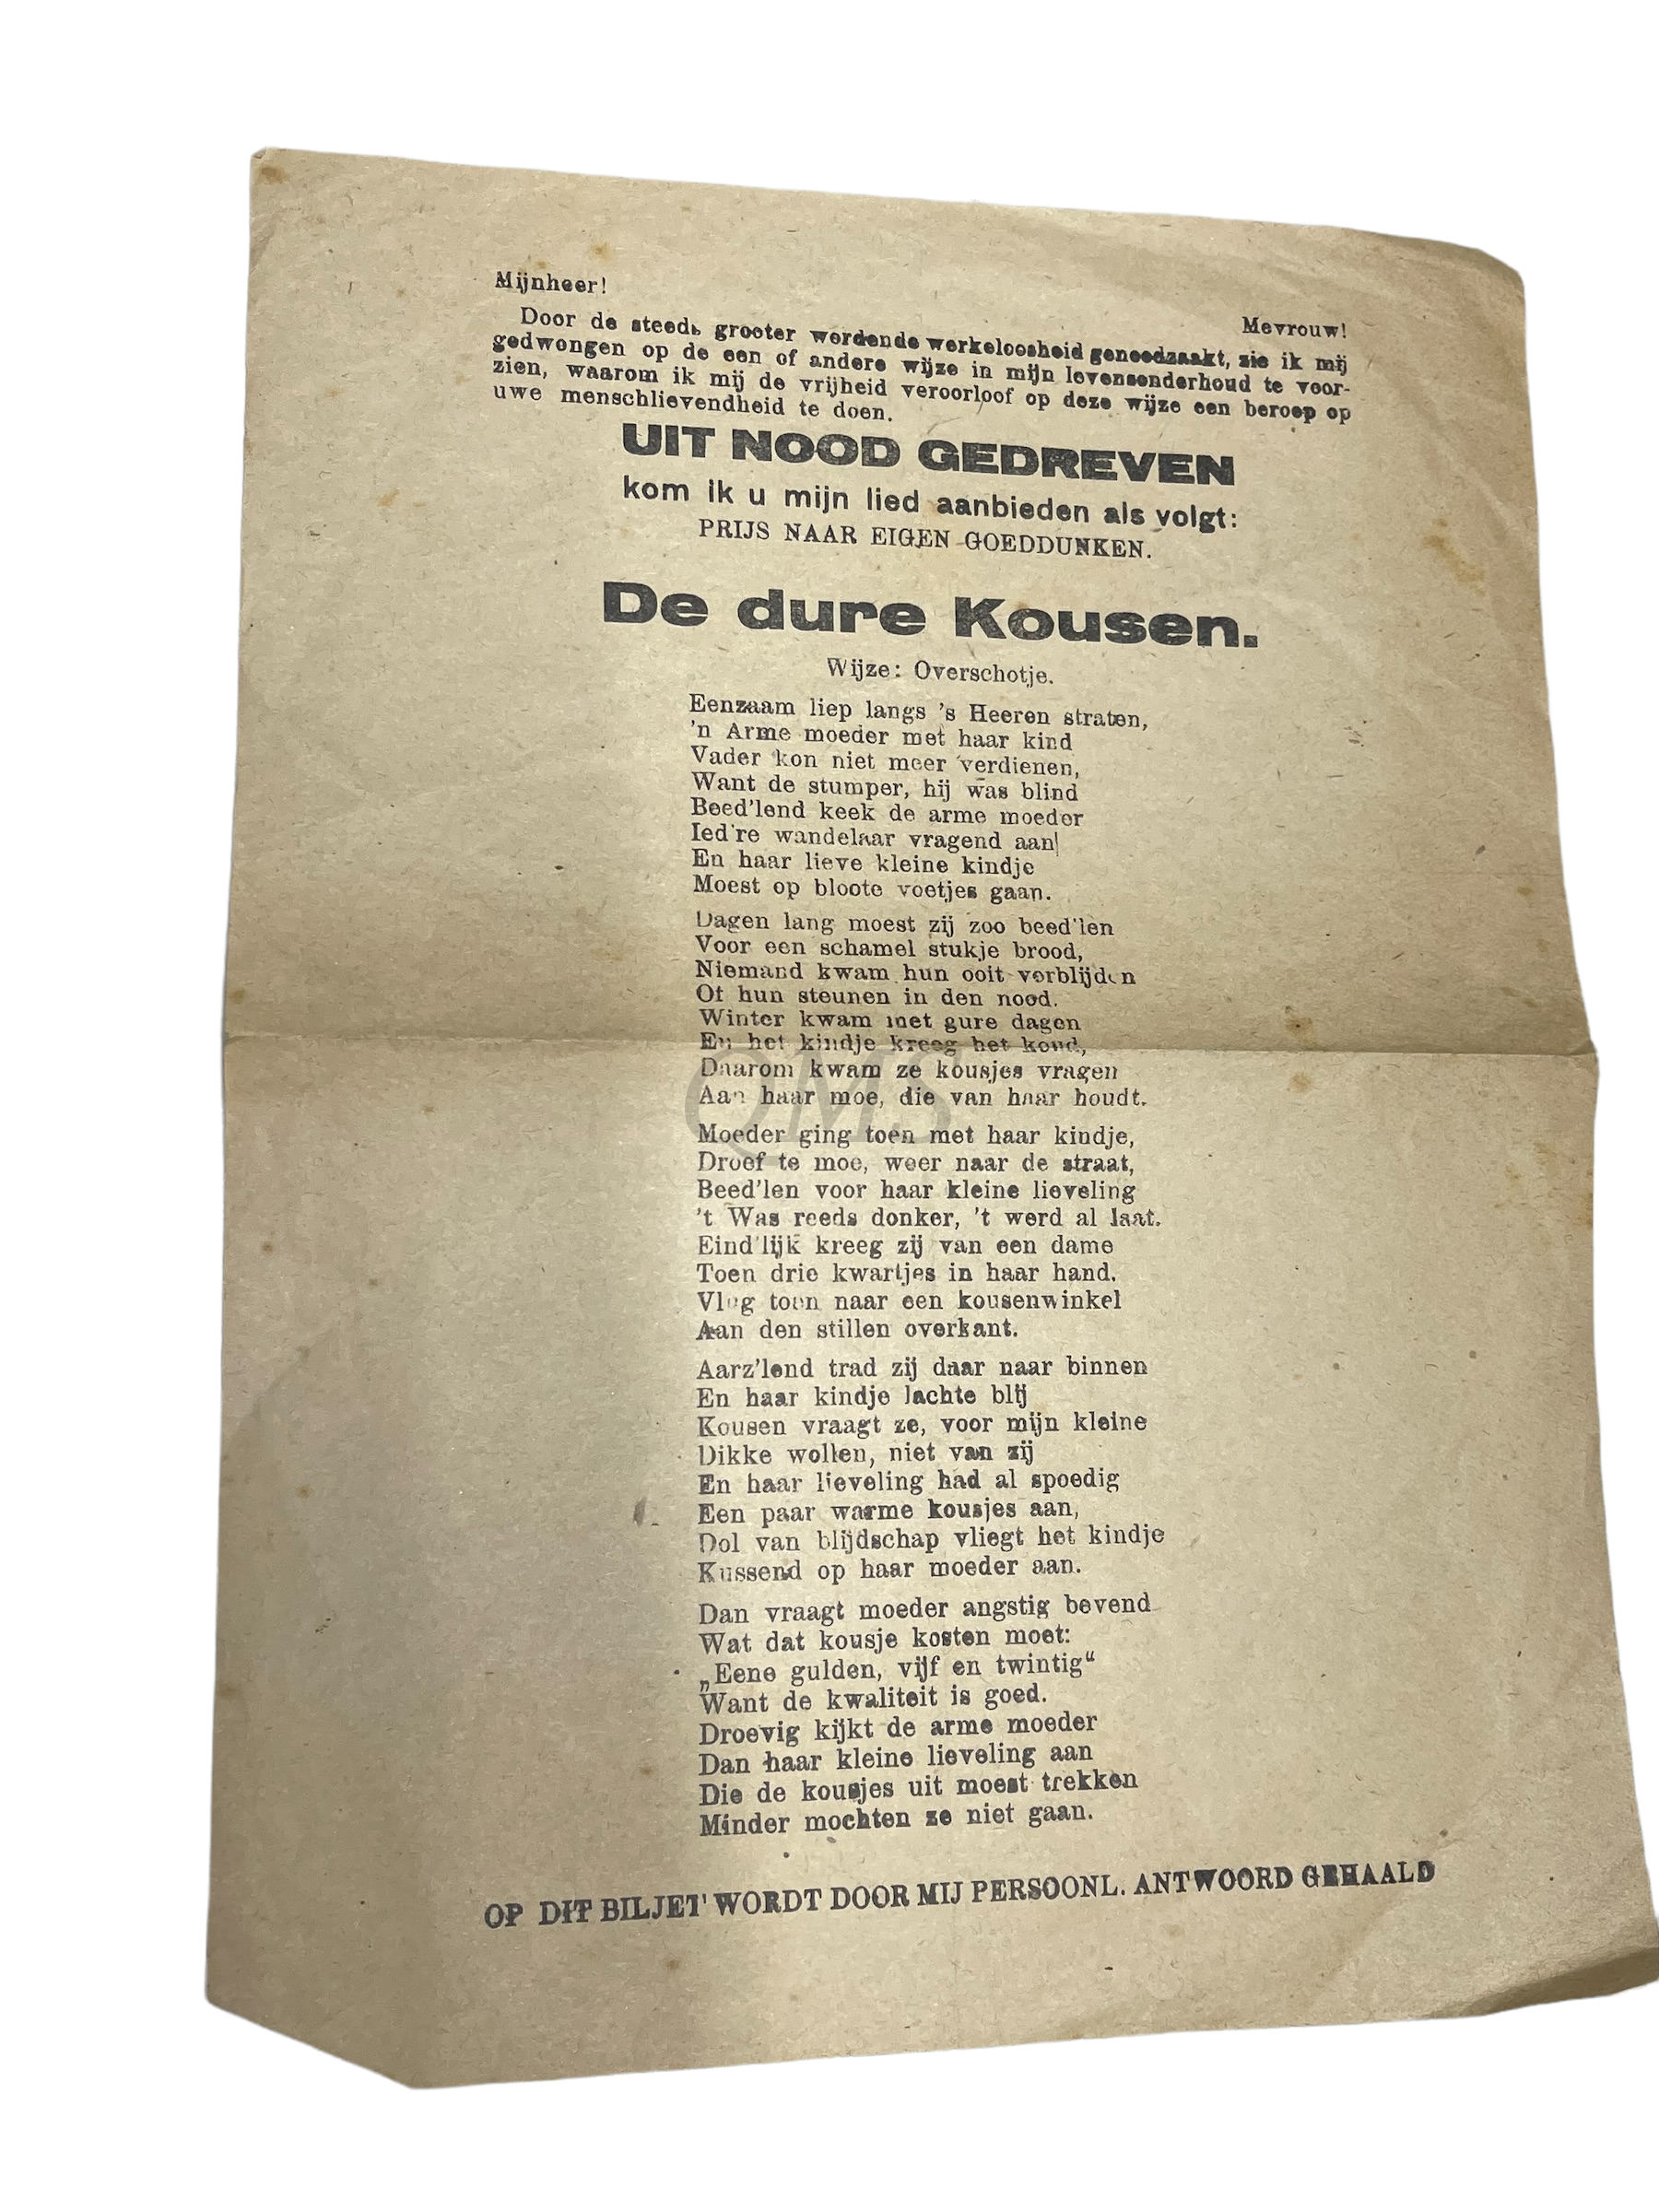 Mijnheer!
Mevrouw!
Door de steeds grooter wordende werkeloosheid genoodzaakt, zie ik mij
gedwongen op de een of andere wijze in mijn levensonderhoud te voor-
zien, waarom ik mij de vrijheid veroorloof op deze wijze een beroep op
uwe menschlievendheid te doen.
UIT NOOD GEDREVEN
kom ik u mijn lied aanbieden als volgt:
PRIJS NAAR EIGEN GOEDDUNKEN.
De dure Kousen.
Wijze: Overschotje.
Eenzaam liep langs 's Heeren straten,
'n Arme moeder met haar kind
Vader kon niet meer verdienen,
Want de stumper, hij was blind
Beed'lend keek de arme moeder
Ied're wandelaar vragend aan
En haar lieve kleine kindje
Moest op bloote voetjes gaan.
Dagen lang moest zij zoo beed'len
Voor een schamel stukje brood,
Niemand kwam hun ooit verblijden
Of hun steunen in den nood.
Winter kwam met gure dagen
En het kindje kreeg het koud,
Daarom kwam ze kousjes vragen
Aan haar moe, die van haar houdt.
QMS
Moeder ging toen met haar kindje,
Droef te moe, weer naar de straat,
Beed'len voor haar kleine lieveling
't Was reeds donker, 't werd al laat.
Eind'lijk kreeg zij van een dame
Toen drie kwartjes in haar hand.
Vlug toen naar een kousenwinkel
Aan den stillen overkant.
Aarz'lend trad zij daar naar binnen
En haar kindje lachte blij
Kousen vraagt ze, voor mijn kleine
Dikke wollen, niet van zij
En haar lieveling had al spoedig
Een paar warme kousjes aan,
Dol van blijdschap vliegt het kindje
Kussend op haar moeder aan.
Dan vraagt moeder angstig bevend
Wat dat kousje kosten moet:
„Eene gulden, vijf en twintig“
Want de kwaliteit is goed.
Droevig kijkt de arme moeder
Dan haar kleine lieveling aan
Die de kousjes uit moest trekken
Minder mochten ze niet gaan.
OP DIT BILJET WORDT DOOR MIJ PERSOONL. ANTWOORD GEHAALD